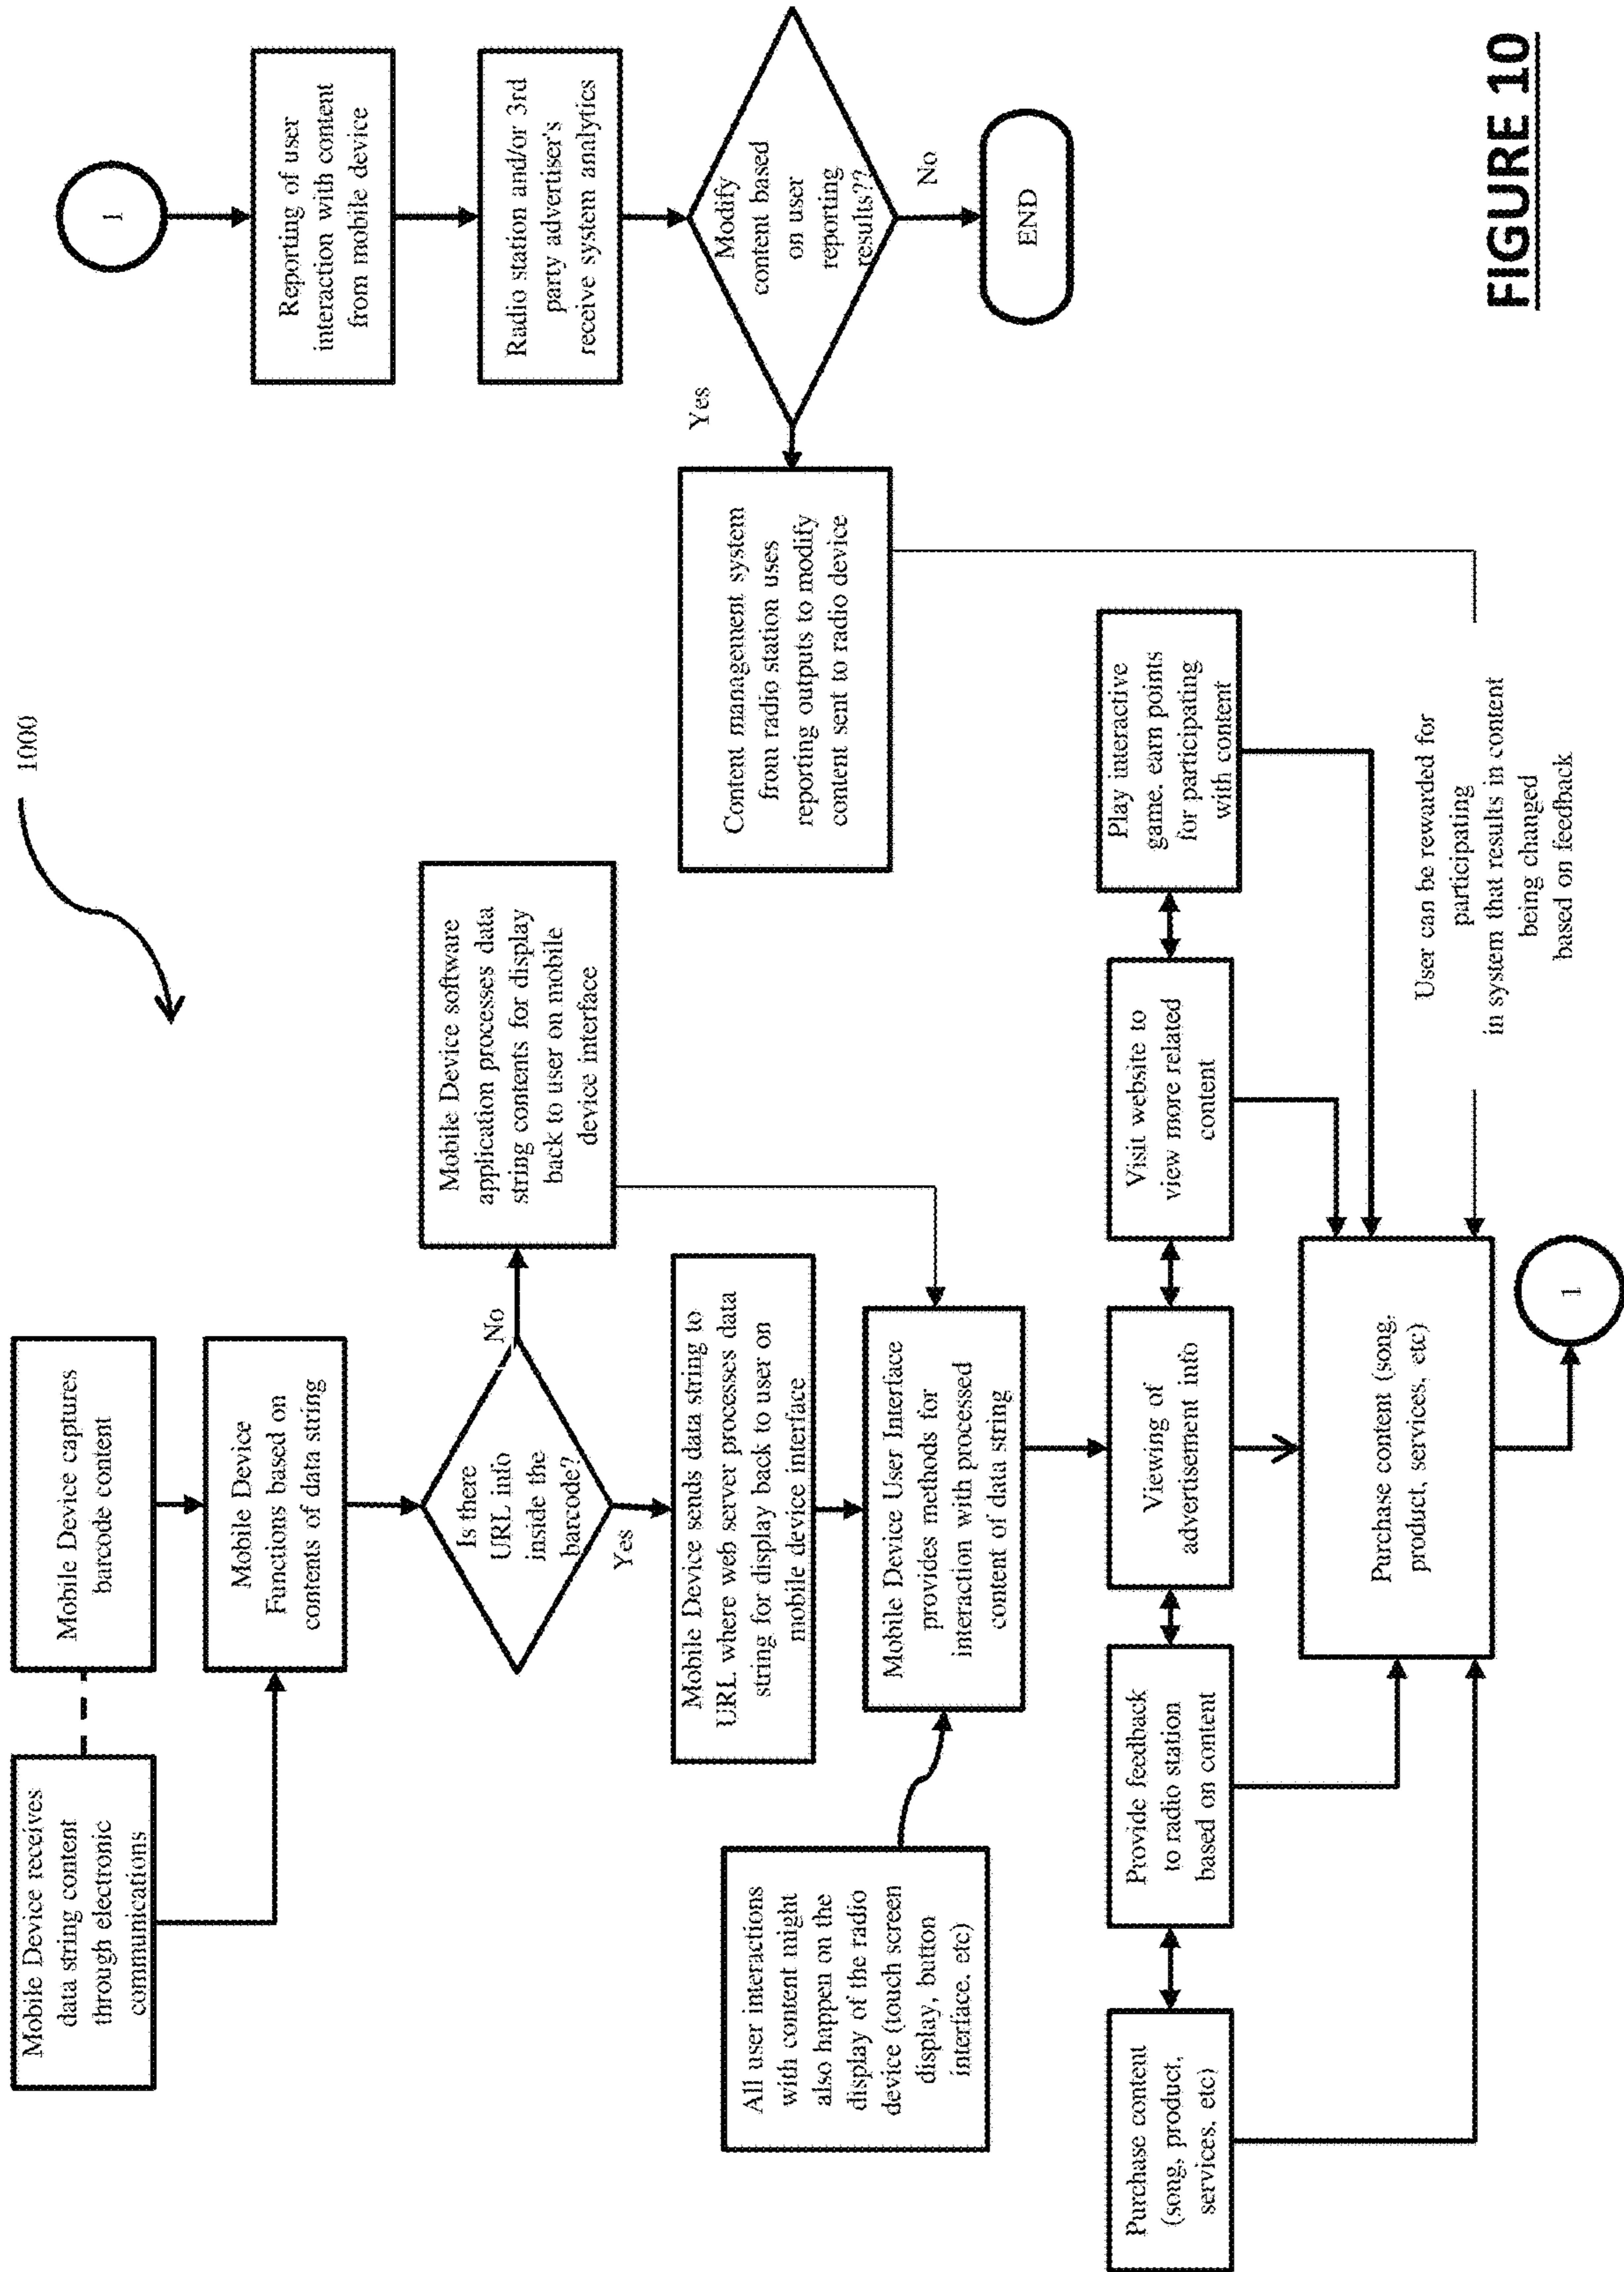 1000
Mobile Device receives
data string content
through electronic
communications
Mobile Device captures
barcode content
Mobile Device
Functions based on
contents of data string
Is there
URL info
inside the
barcode?
No
Yes
Mobile Device software
application processes data
string contents for display
back to user on mobile
device interface
Mobile Device sends data string to
URL where web server processes data
string for display back to user on
mobile device interface
All user interactions
with content might
also happen on the
display of the radio
device (touch screen
display, button
interface, etc)
Mobile Device User Interface
provides methods for
interaction with processed
content of data string
Purchase content
(song, product,
services, etc)
Provide feedback
to radio station
based on content
Viewing of
advertisement info
Visit website to
view more related
content
Play interactive
game, earn points
for participating
with content
Purchase content (song,
product, services, etc)
1
User can be rewarded for
participating
in system that results in content
being changed
based on feedback
1
Reporting of user
interaction with content
from mobile device
Radio station and/or 3rd
party advertiser's
receive system analytics
Modify
content based
on user
reporting
results??
Yes
No
Content management system
from radio station uses
reporting outputs to modify
content sent to radio device
END
FIGURE 10